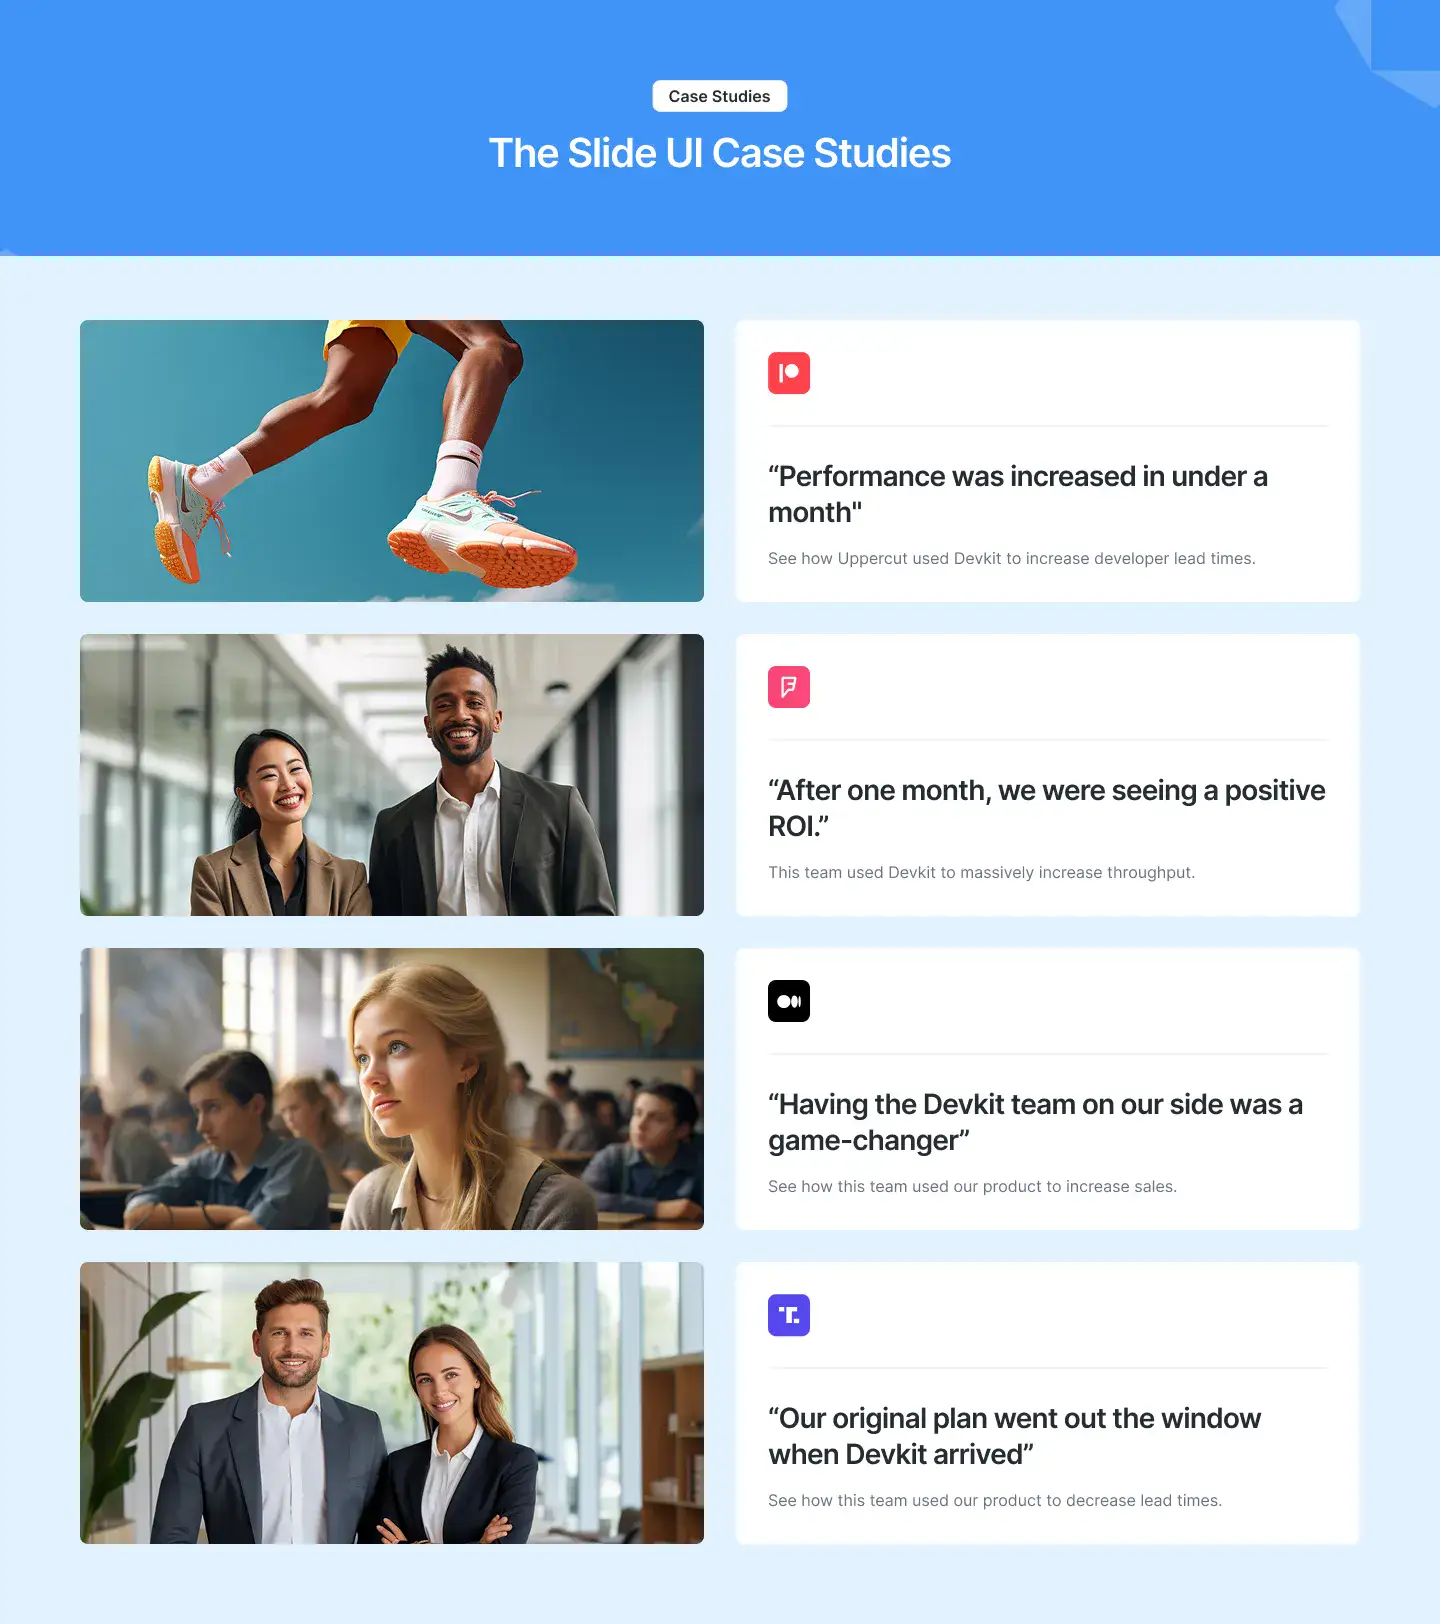 Case Studies
The Slide UI Case Studies
“Performance was increased in under a
month"
See how Uppercut used Devkit to increase developer lead times.
“After one month, we were seeing a positive
ROI.”
This team used Devkit to massively increase throughput.
“Having the Devkit team on our side was a
game-changer”
See how this team used our product to increase sales.
“Our original plan went out the window
when Devkit arrived”
See how this team used our product to decrease lead times.